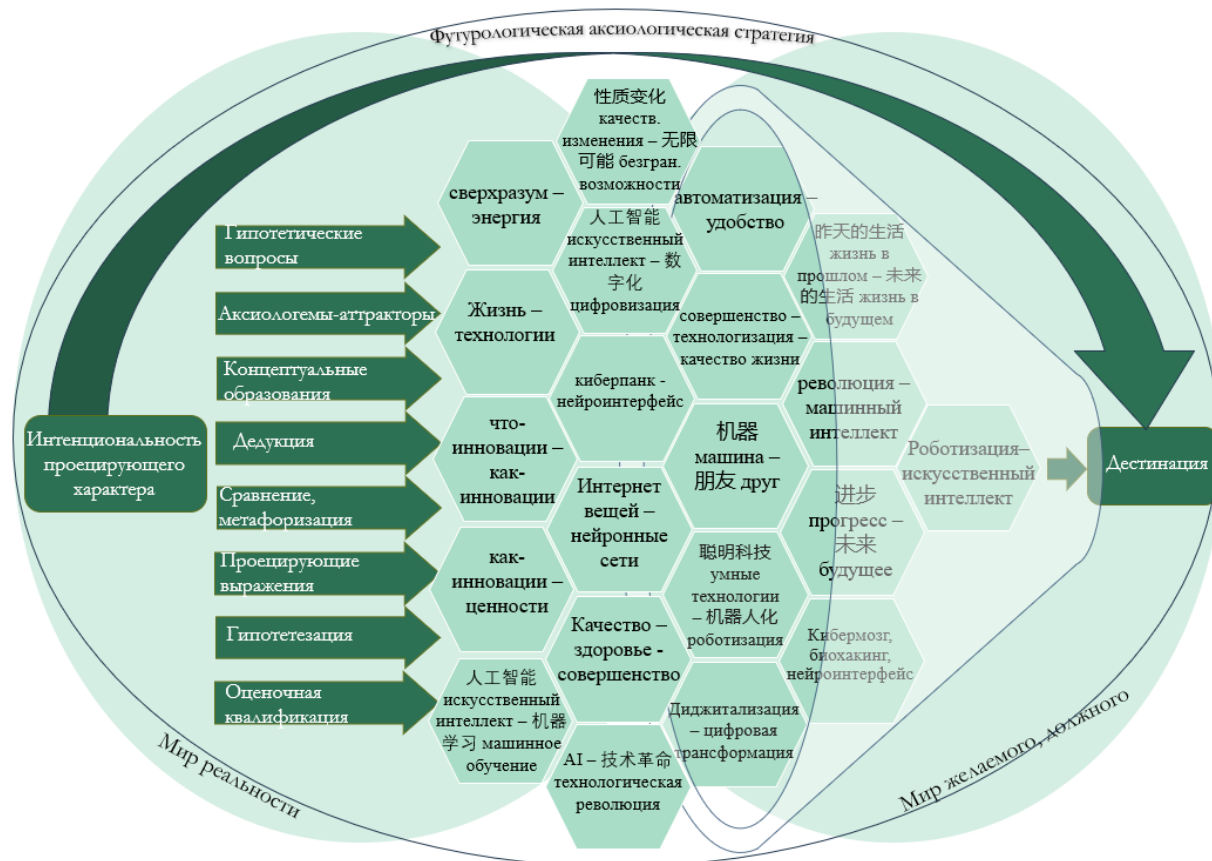 Футурологическая аксиологическая стратегия
Интенциональность
проецирующего
характера
Гипотетические
вопросы
Аксиологемы-аттракторы
Концептуальные
образования
Дедукция
Сравнение,
метафоризация
Проецирующие
выражения
Гипотетезация
Оценочная
квалификация
сверхразум –
энергия
Жизнь –
технологии
что-
инновации –
как-
инновации
как-
инновации –
ценности
人工智能
искусственный
интеллект – 机器
学习 машинное
обучение
性质变化
качеств.
изменения – 无限
可能 безгран.
возможности
人工智能
искусственный
интеллект – 数
字化
цифровизация
киберпанк -
нейроинтерфейс
Интернет
вещей –
нейронные
сети
Качество –
здоровье -
совершенство
AI – 技术革命
технологическая
революция
автоматизация –
удобство
совершенство –
технологизация –
качество жизни
机器
машина –
朋友 друг
聪明科技
умные
технологии
– 机器人化
роботизация
Диджитализация
– цифровая
трансформация
昨天的生活
жизнь в
прошлом – 未来
的生活 жизнь в
будущем
революция –
машинный
интеллект
进步
прогресс –
未来
будущее
Кибермозг,
биохакинг,
нейроинтерфейс
Роботизация–
искусственный
интеллект
Дестинация
Мир реальности
Мир желаемого, должного